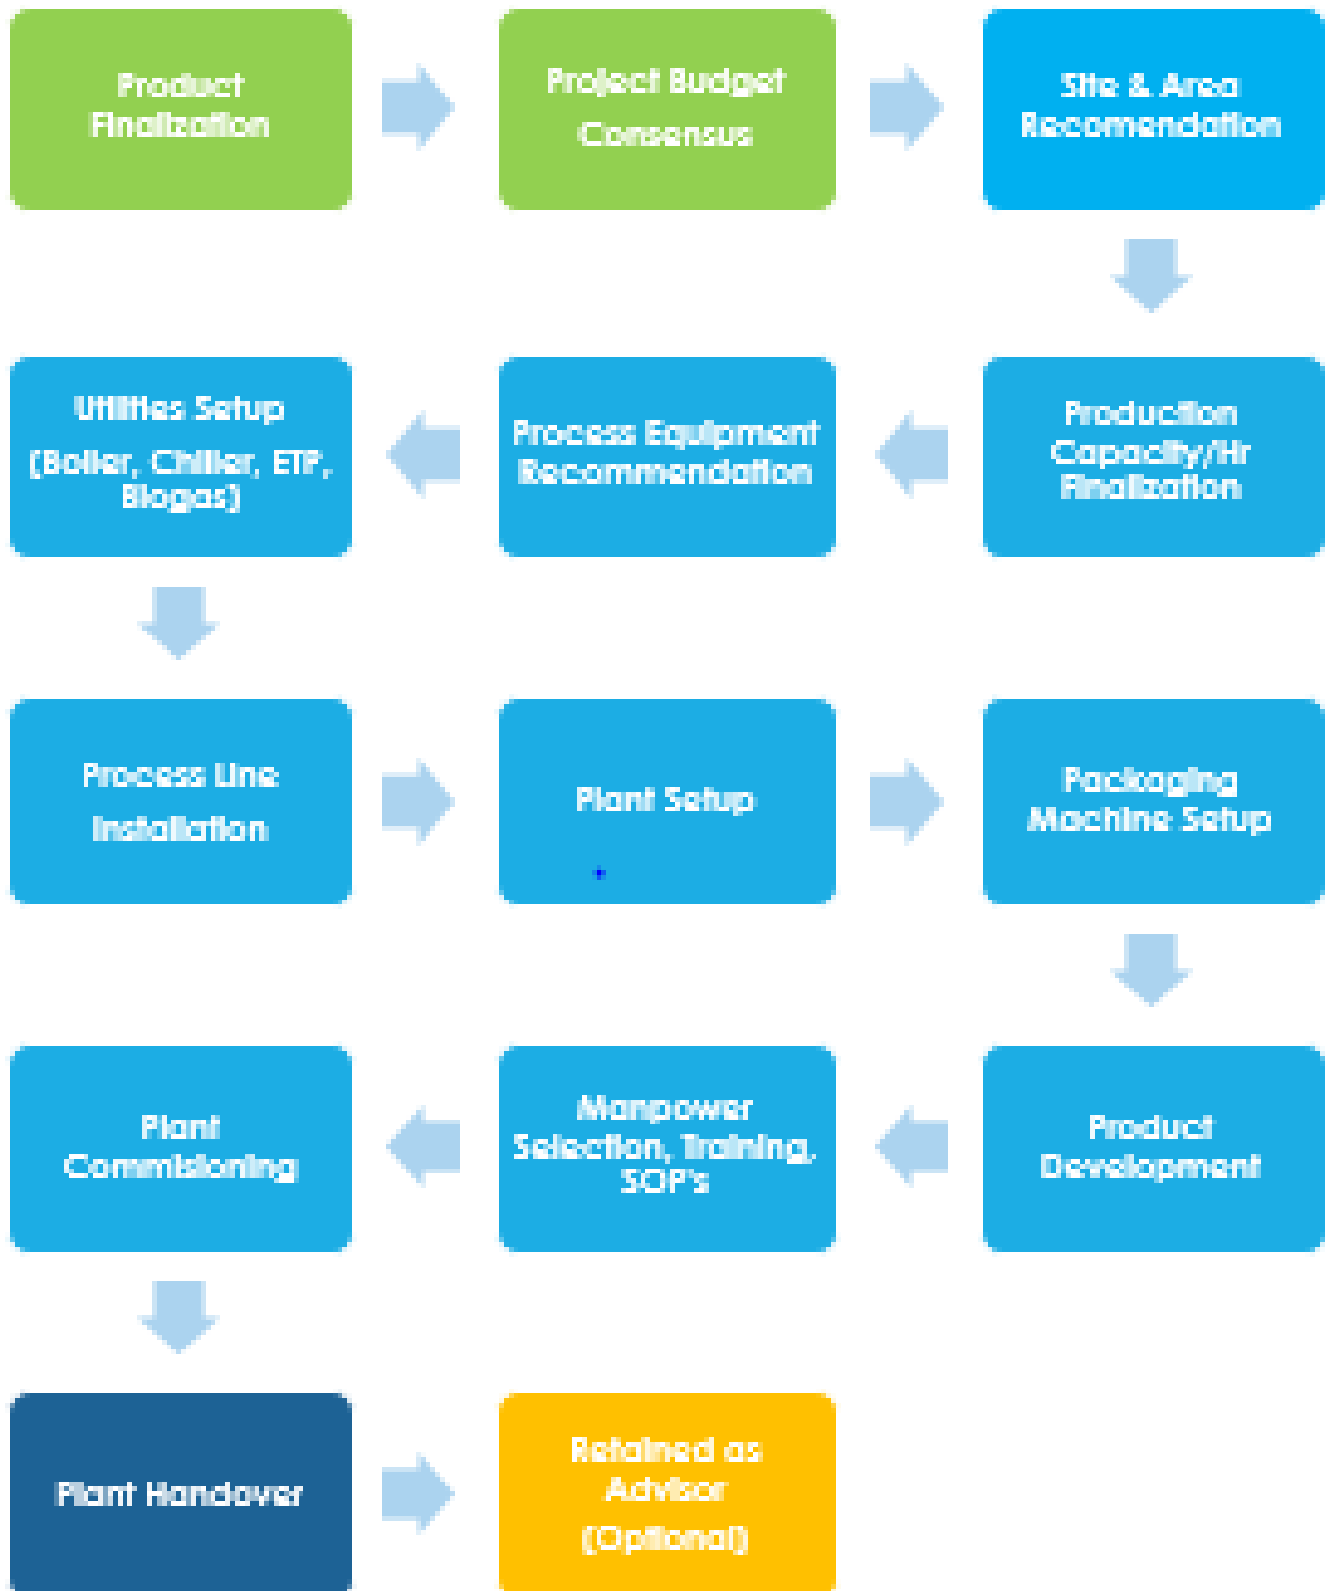 Product
Finalization
Project Budget
Consensus
Site & Area
Recomendation
Production
Capacity/Hr
Finalization
Process Equipment
Recommendation
Utilities Setup
(Boiler, Chiller, ETP,
Biogas)
Process Line
Installation
Plant Setup
Packaging
Machine Setup
Product
Development
Manpower
Selection, Training,
SOP's
Plant
Commisioning
Plant Handover
Retained as
Advisor
(Optional)